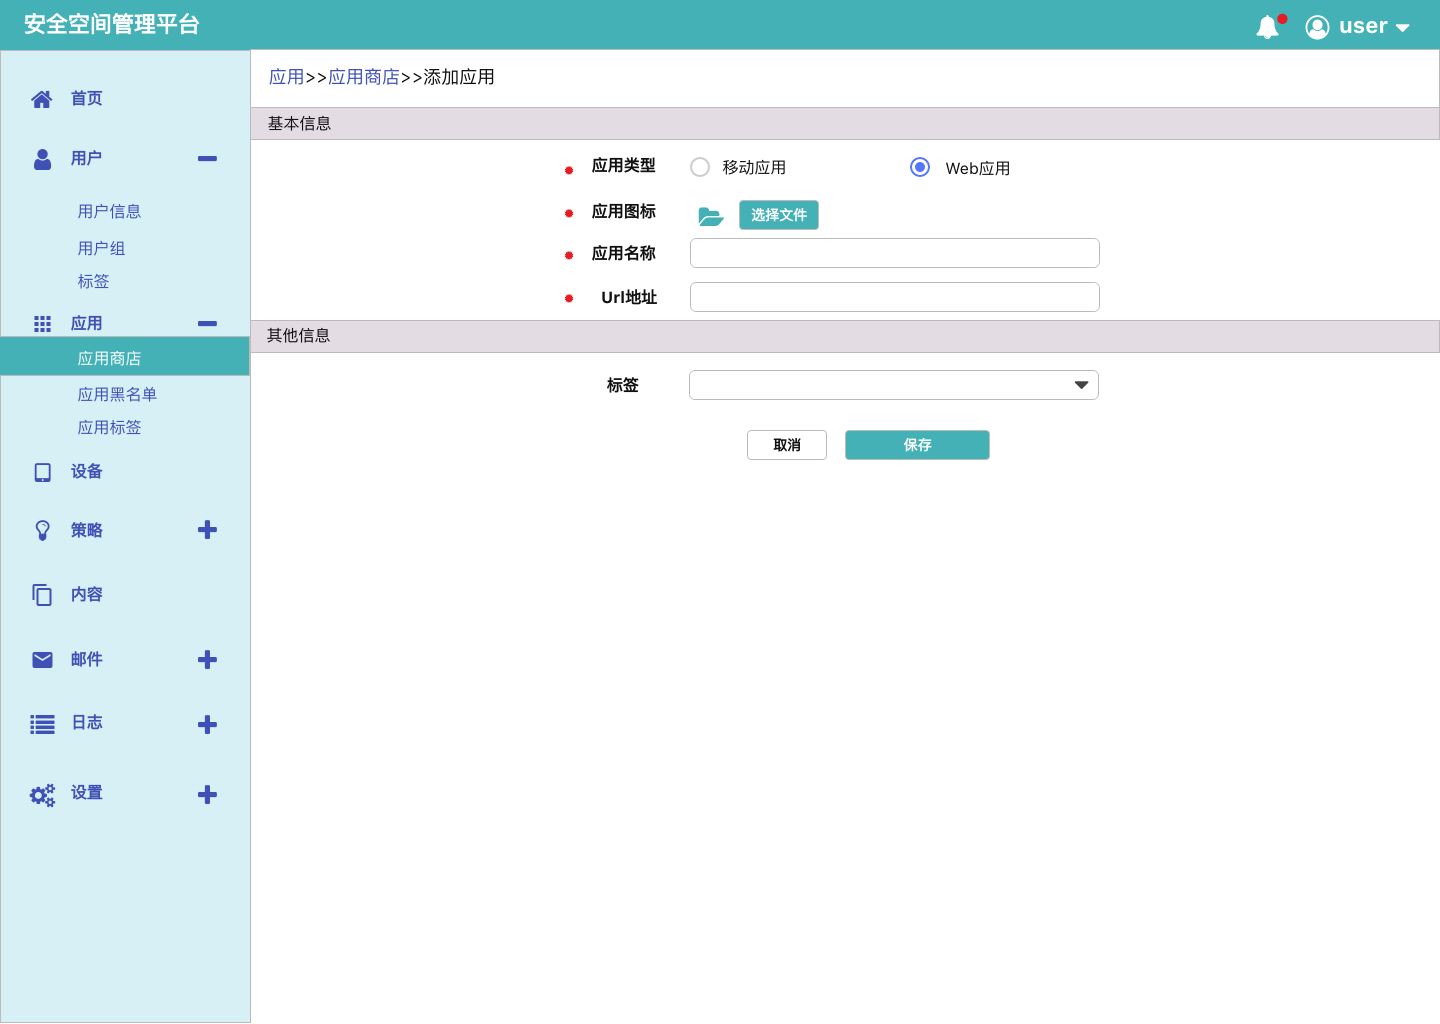 安全空间管理平台
user
首页
用户
用户信息
用户组
标签
应用
应用商店
应用黑名单
应用标签
设备
策略
内容
邮件
日志
设置
应用>>应用商店>>添加应用
基本信息
应用类型
移动应用
Web应用
应用图标
选择文件
应用名称
Url地址
其他信息
标签
取消
保存